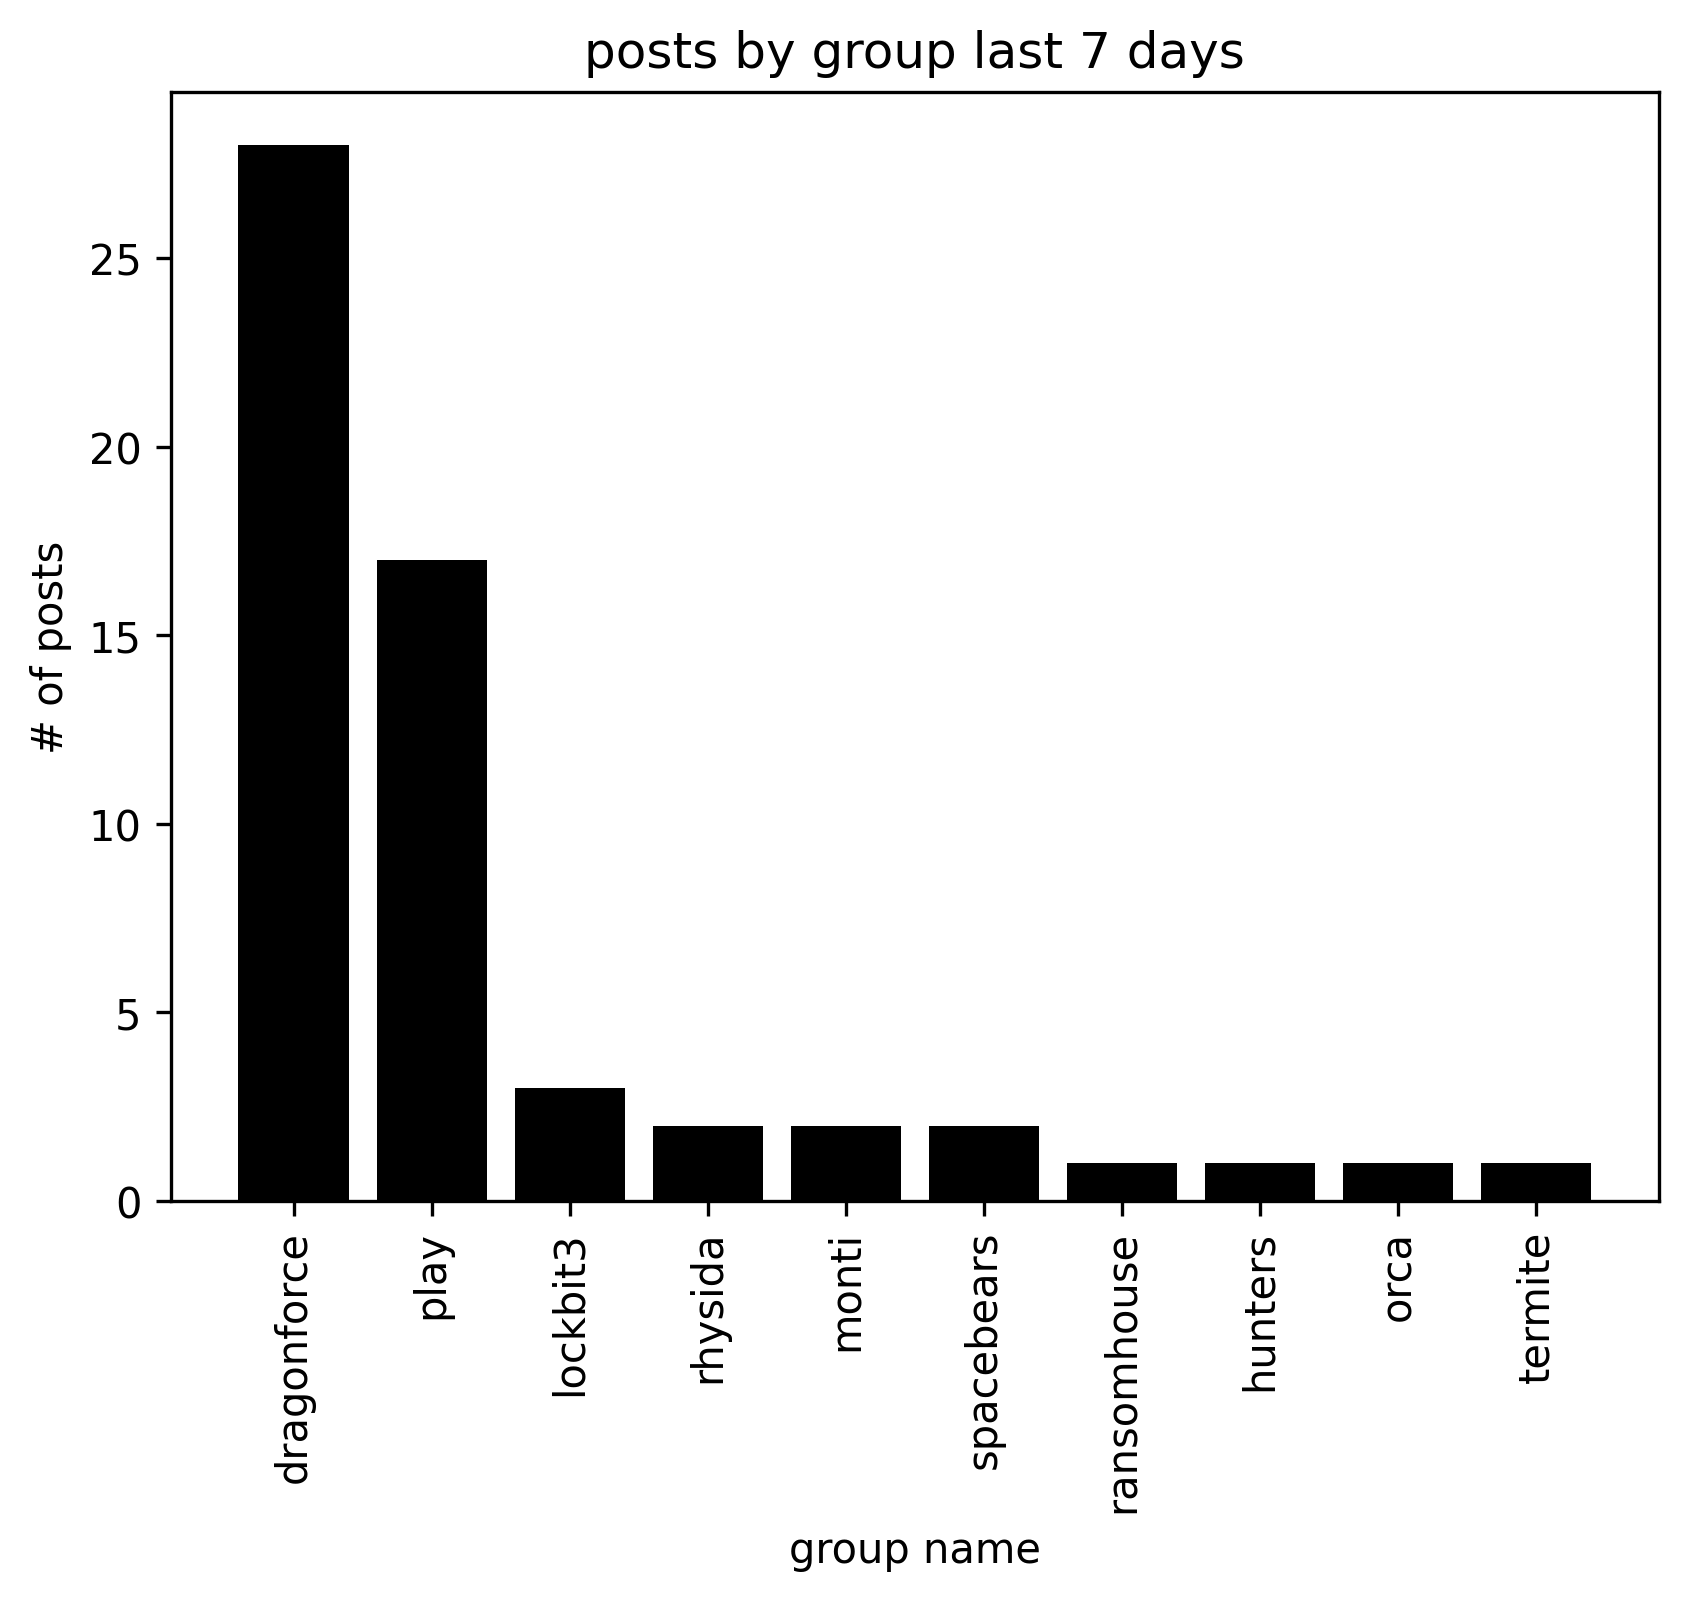 posts by group last 7 days
# of posts
25
20
15
10
5
0
dragonforce
play
lockbit3
rhysida
monti
spacebears
ransomhouse
hunters
orca
termite
group name